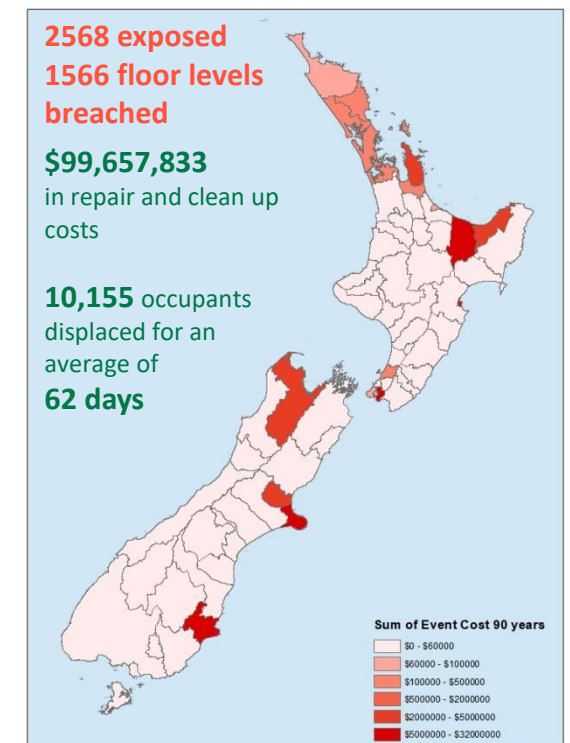 2568 exposed
1566 floor levels
breached
$99,657,833
in repair and clean up
costs
10,155 occupants
displaced for an
average of
62 days
Sum of Event Cost 90 years
$0 - $60000
$60000 - $100000
$100000 - $500000
$500000 - $2000000
$2000000 - $5000000
$5000000 - $32000000